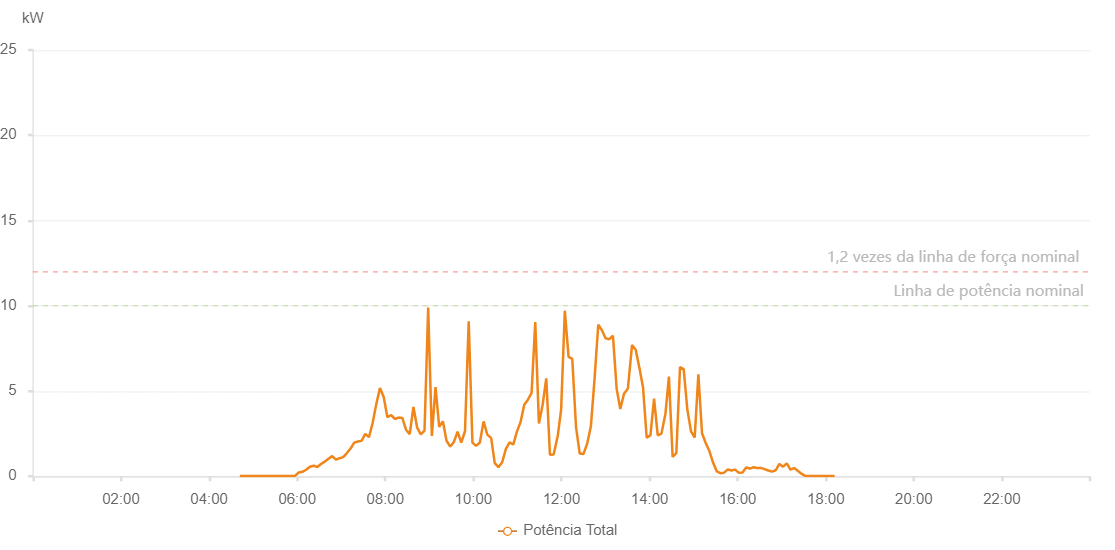 kW
25
20
15
1,2 vezes da linha de força nominal
Linha de potência nominal
10
5
0
02:00 04:00 06:00 08:00 10:00 12:00 14:00 16:00 18:00 20:00 22:00
Potência Total